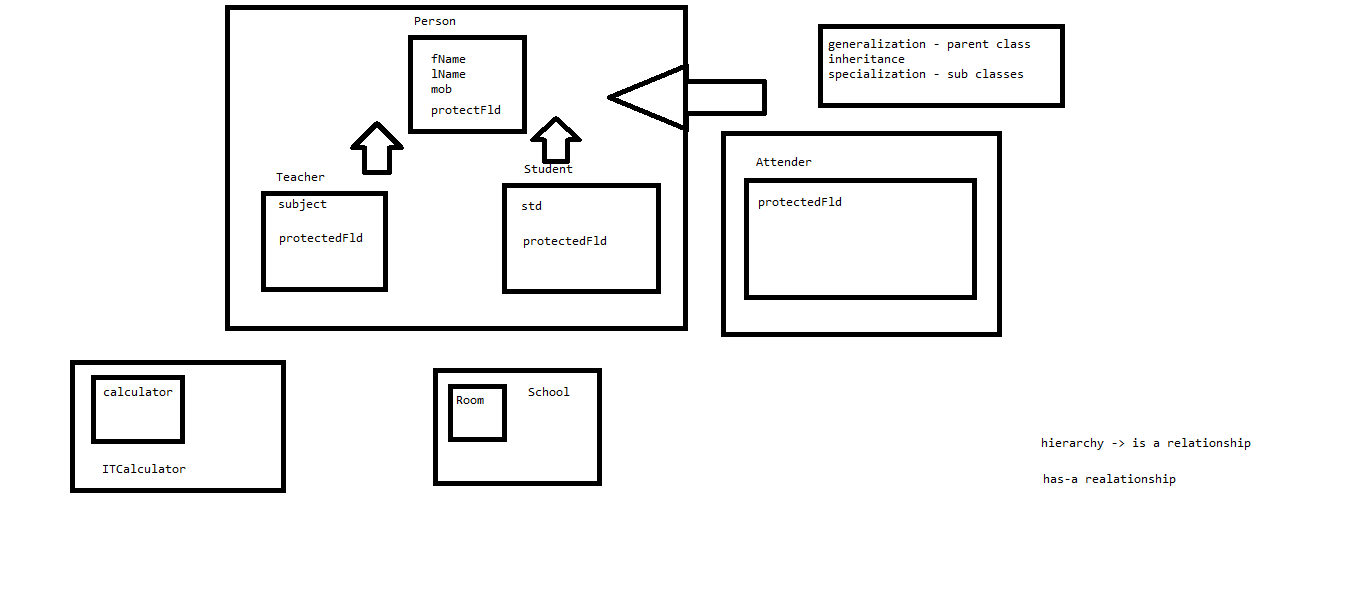 Person
fName
lName
mob
protectFld
generalization - parent class
inheritance
specialization - sub classes
Teacher
subject
protectedFld
Student
std
protectedFld
Attender
protectedFld
calculator
ITCalculator
Room
School
hierarchy -> is a relationship
has-a realationship